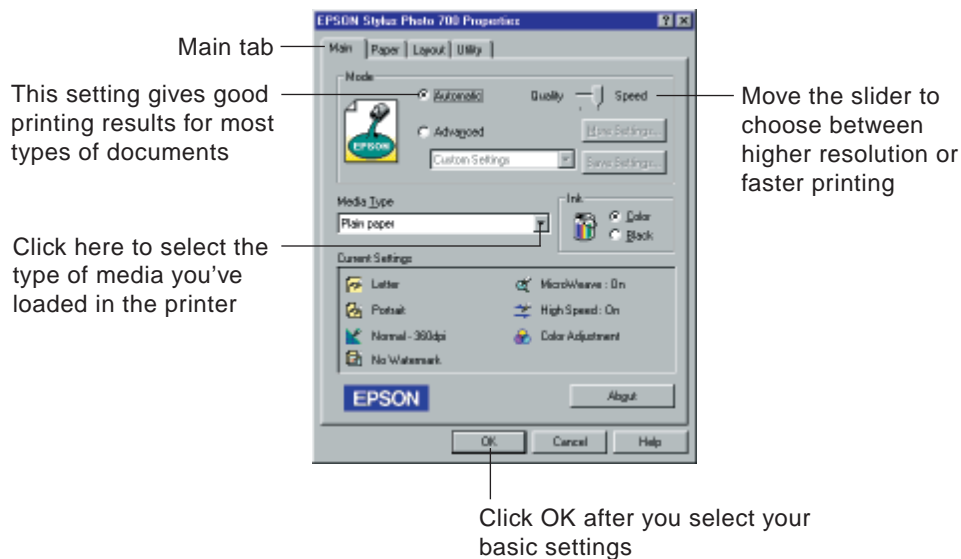 EPSON Stylus Photo 700 Properties
Main tab
Main Paper Layout Utility
Mode
This setting gives good
printing results for most
types of documents
Automatic
Quality Speed
Move the slider to
choose between
higher resolution or
faster printing
EPSON
Advanced
More Settings...
Custom Settings
Save Settings...
Media Type
Plain paper
Ink
Color
Black
Click here to select the
type of media you've
loaded in the printer
Current Settings
Letter
MicroWeave : On
Portrait
High Speed : On
Normal - 360dpi
Color Adjustment
No Watermark
EPSON
About
OK Cancel Help
Click OK after you select your
basic settings